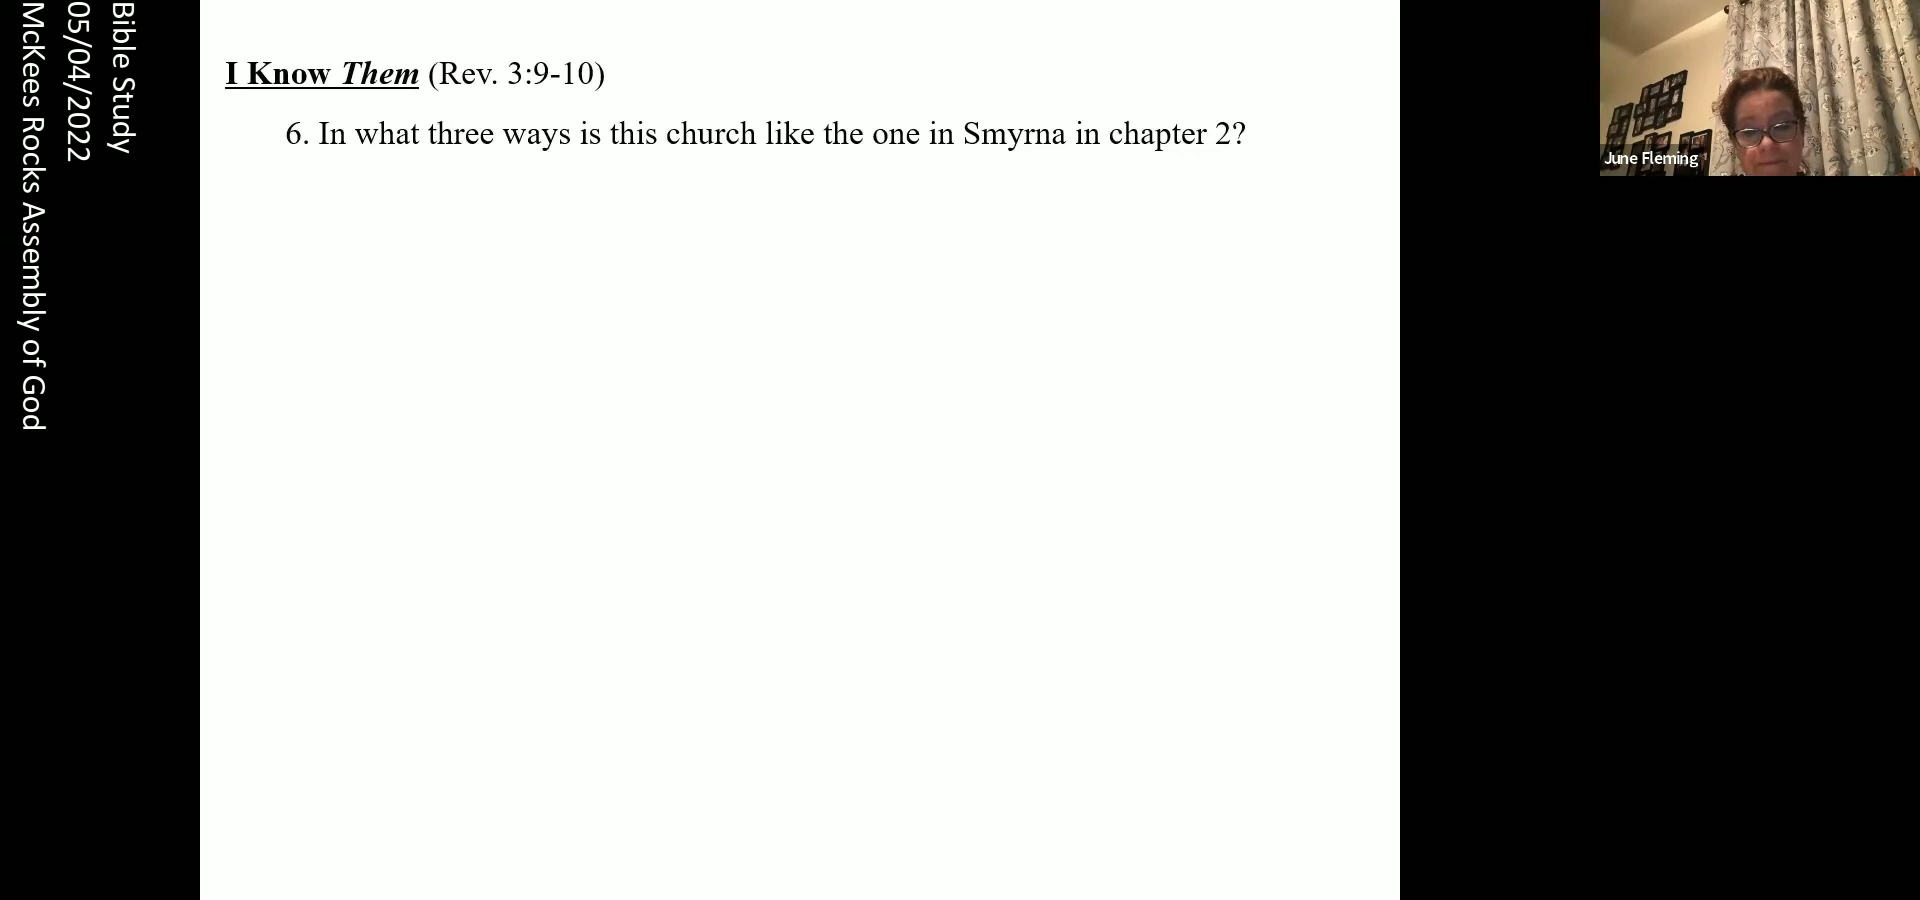 Bible Study
05/04/2022
McKees Rocks Assembly of God
I Know Them (Rev. 3:9-10)
6. In what three ways is this church like the one in Smyrna in chapter 2?
June Fleming